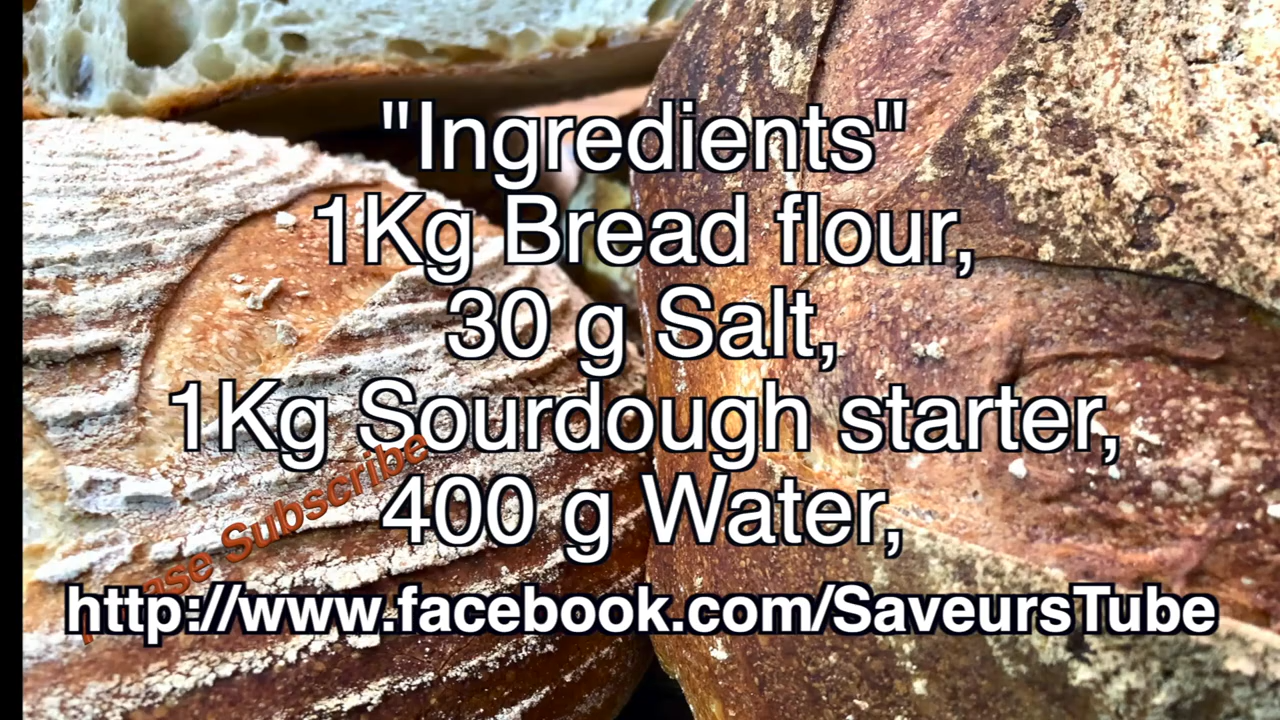 "Ingredients"
1Kg Bread flour,
30 g Salt,
1Kg Sourdough starter,
400 g Water,
Subscribe
http://www.facebook.com/SaveursTube